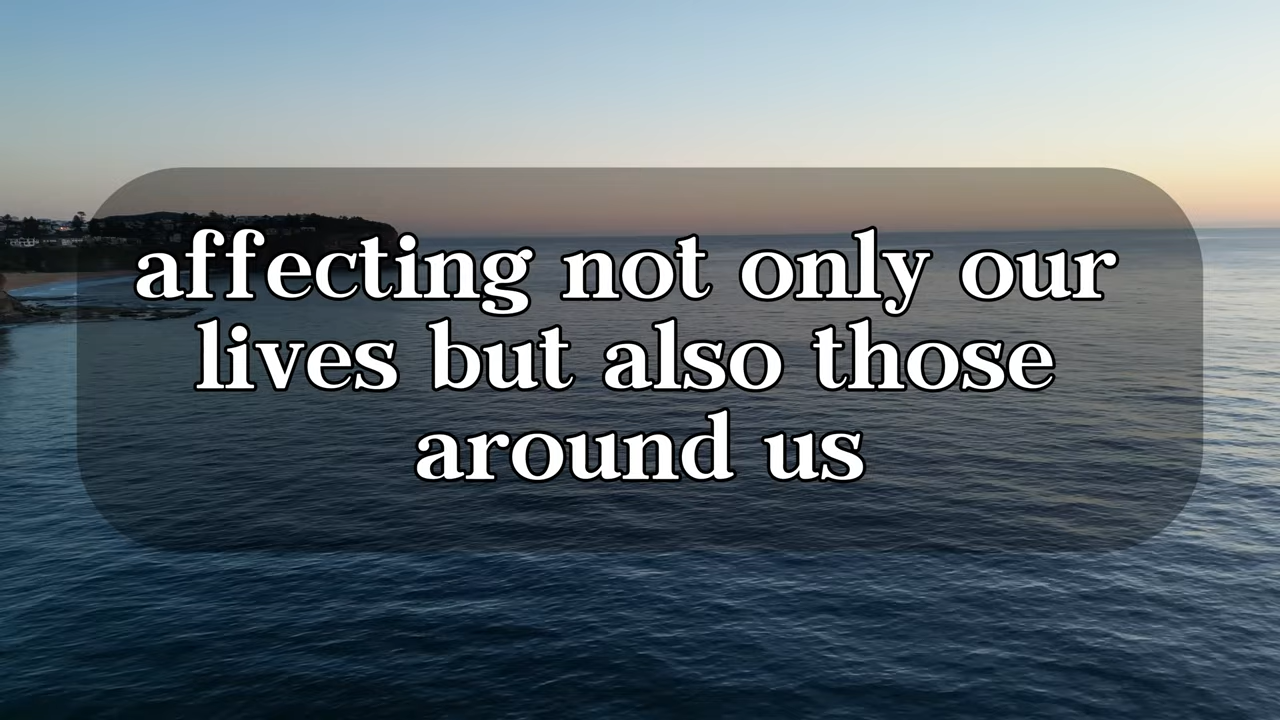 affecting not only our
lives but also those
around us